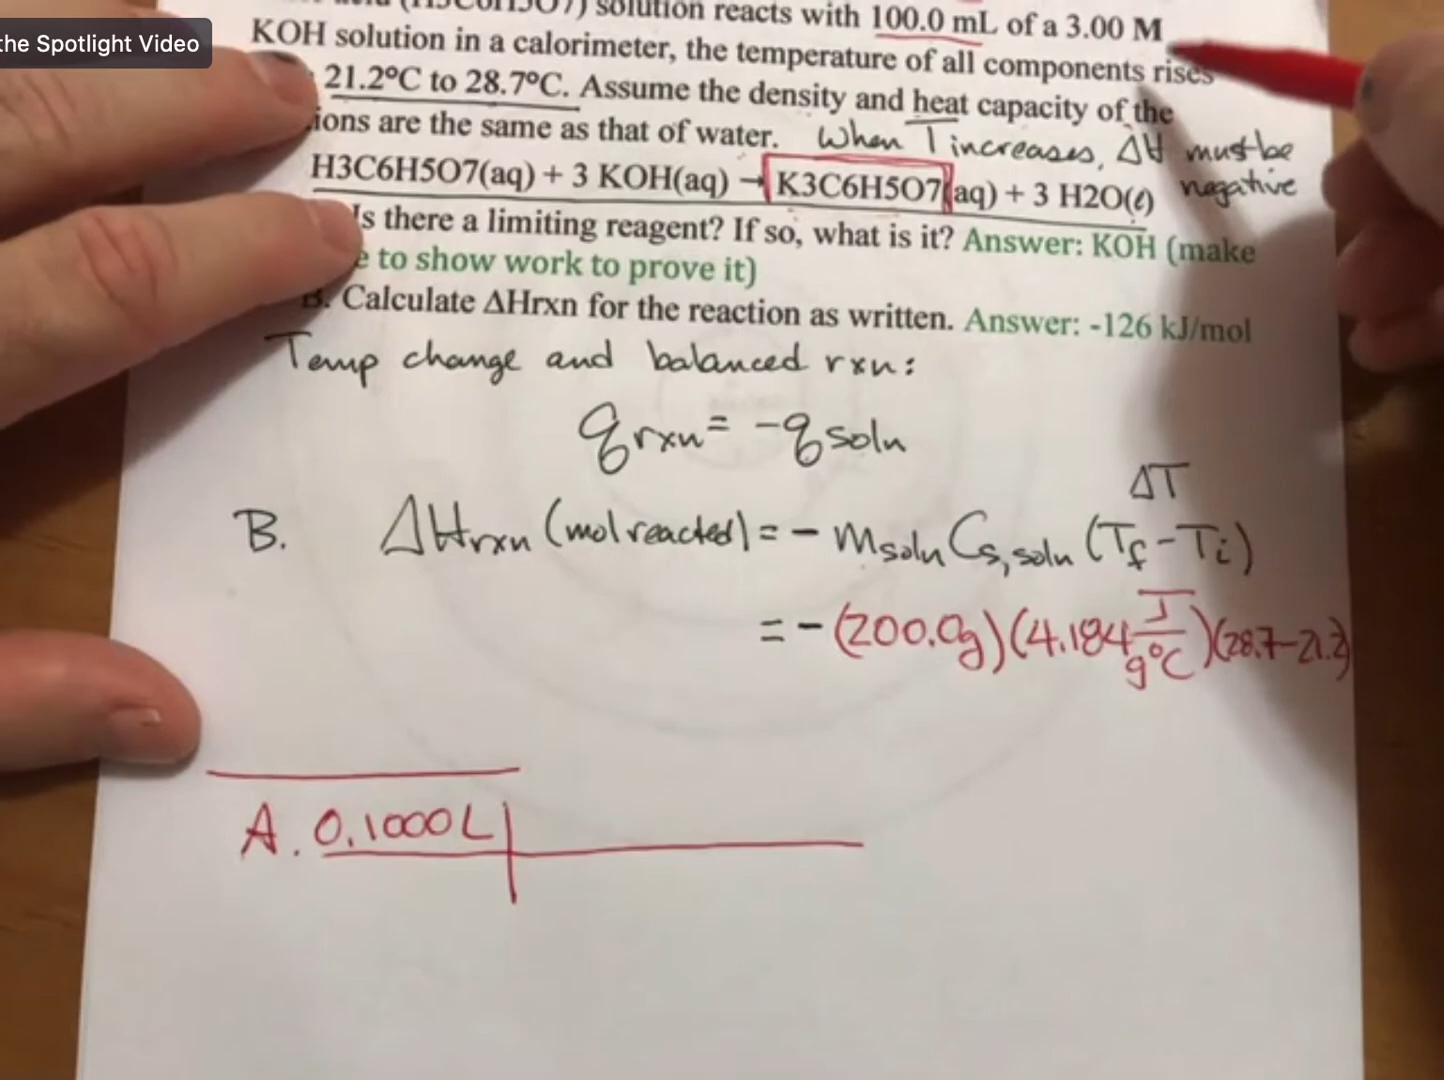 the Spotlight Video
solution reacts with 100.0 mL of a 3.00 M
KOH solution in a calorimeter, the temperature of all components rises
21.2°C to 28.7°C. Assume the density and heat capacity of the
ions are the same as that of water. When T increases, ΔH must be
H3C6H5O7(aq) + 3 KOH(aq) → K3C6H5O7(aq) + 3 H2O(ℓ) negative
Is there a limiting reagent? If so, what is it? Answer: KOH (make
e to show work to prove it)
B. Calculate ΔHrxn for the reaction as written. Answer: -126 kJ/mol
Temp change and balanced rxn:
qrxn = -qsoln
ΔT
B. ΔHrxn (mol reacted) = - msoln Cs,soln (Tf - Ti)
= - (200.0g)(4.184 J/g°C)(28.7-21.2)
A. 0.1000L